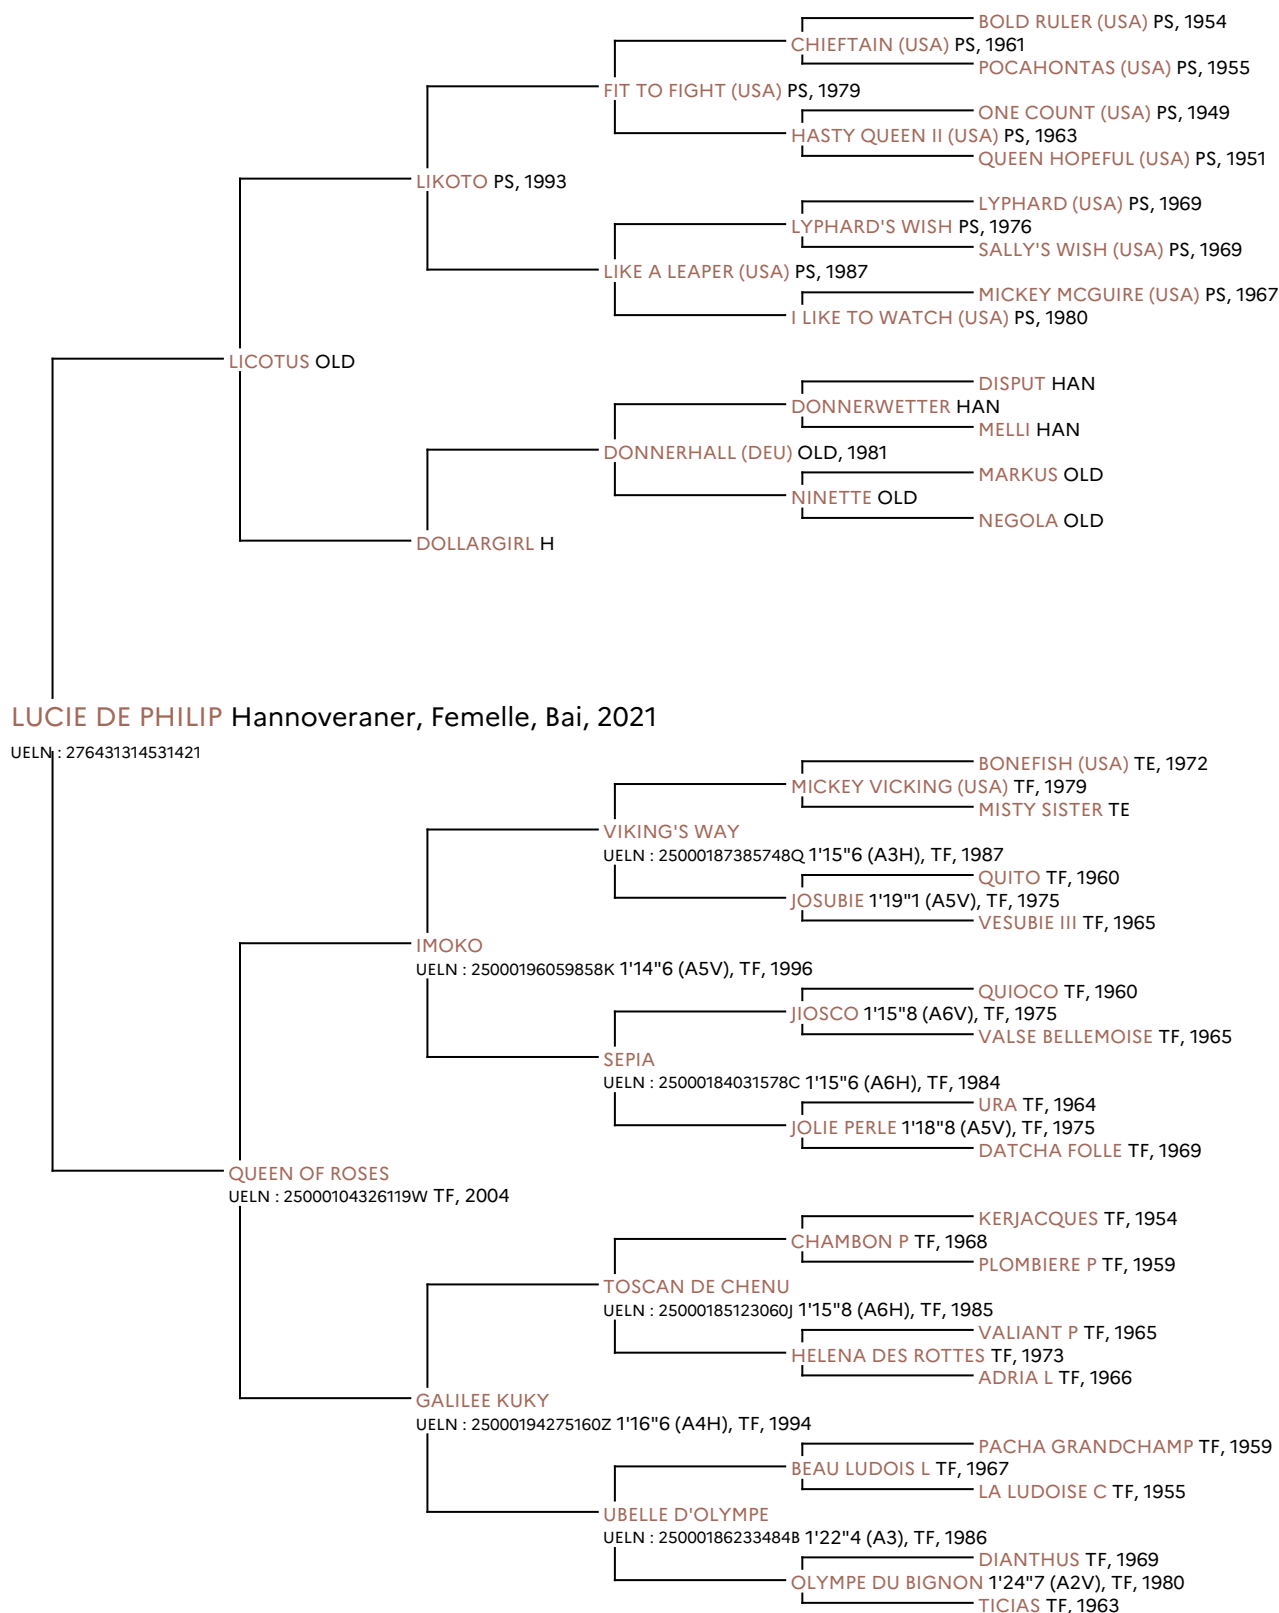 BOLD RULER (USA) PS, 1954
CHIEFTAIN (USA) PS, 1961
POCAHONTAS (USA) PS, 1955
FIT TO FIGHT (USA) PS, 1979
ONE COUNT (USA) PS, 1949
HASTY QUEEN II (USA) PS, 1963
QUEEN HOPEFUL (USA) PS, 1951
LIKOTO PS, 1993
LYPHARD (USA) PS, 1969
LYPHARD'S WISH PS, 1976
SALLY'S WISH (USA) PS, 1969
LIKE A LEAPER (USA) PS, 1987
MICKEY MCGUIRE (USA) PS, 1967
I LIKE TO WATCH (USA) PS, 1980
LICOTUS OLD
DISPUT HAN
DONNERWETTER HAN
MELLI HAN
DONNERHALL (DEU) OLD, 1981
MARKUS OLD
NINETTE OLD
NEGOLA OLD
DOLLARGIRL H
LUCIE DE PHILIP Hannoveraner, Femelle, Bai, 2021
UELN : 276431314531421
BONEFISH (USA) TE, 1972
MICKEY VICKING (USA) TF, 1979
MISTY SISTER TE
VIKING'S WAY
UELN : 25000187385748Q 1'15"6 (A3H), TF, 1987
QUITO TF, 1960
JOSUBIE 1'19"1 (A5V), TF, 1975
VESUBIE III TF, 1965
IMOKO
UELN : 25000196059858K 1'14"6 (A5V), TF, 1996
QUIOCO TF, 1960
JIOSCO 1'15"8 (A6V), TF, 1975
VALSE BELLEMOISE TF, 1965
SEPIA
UELN : 25000184031578C 1'15"6 (A6H), TF, 1984
URA TF, 1964
JOLIE PERLE 1'18"8 (A5V), TF, 1975
DATCHA FOLLE TF, 1969
QUEEN OF ROSES
UELN : 25000104326119W TF, 2004
KERJACQUES TF, 1954
CHAMBON P TF, 1968
PLOMBIERE P TF, 1959
TOSCAN DE CHENU
UELN : 25000185123060J 1'15"8 (A6H), TF, 1985
VALIANT P TF, 1965
HELENA DES ROTTES TF, 1973
ADRIA L TF, 1966
GALILEE KUKY
UELN : 25000194275160Z 1'16"6 (A4H), TF, 1994
PACHA GRANDCHAMP TF, 1959
BEAU LUDOIS L TF, 1967
LA LUDOISE C TF, 1955
UBELLE D'OLYMPE
UELN : 25000186233484B 1'22"4 (A3), TF, 1986
DIANTHUS TF, 1969
OLYMPE DU BIGNON 1'24"7 (A2V), TF, 1980
TICIAS TF, 1963